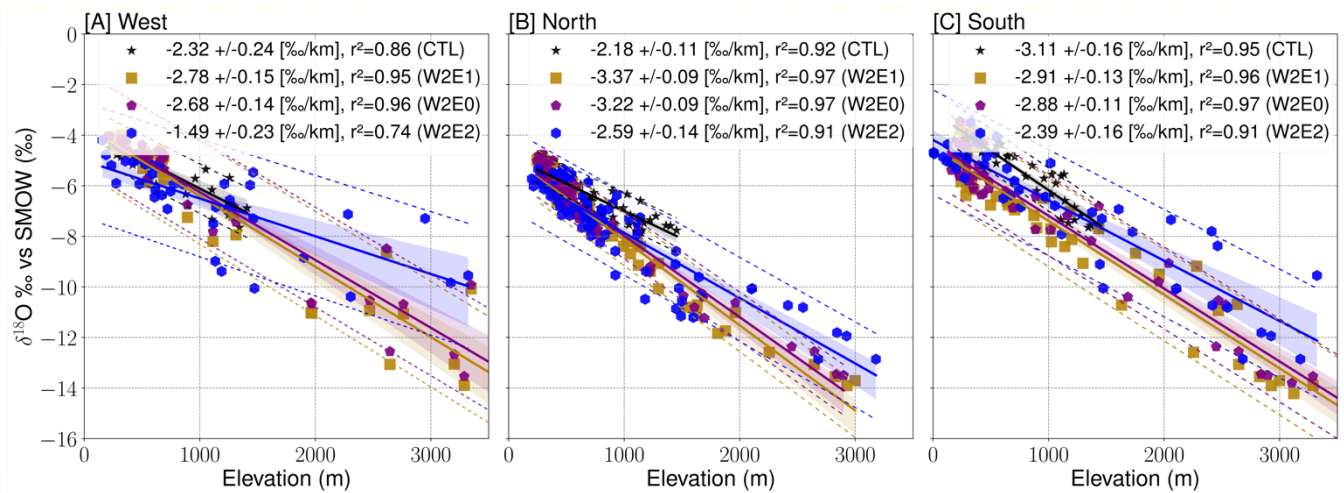 [A] West
-2.32 +/-0.24 [‰/km], r²=0.86 (CTL)
-2.78 -/-0.15 [‰/km], r²=0.95 (W2E1)
-2.68 -/-0.14 [‰/km], r²=0.96 (W2E0)
-1.49 +/-0.23 [‰/km], r²=0.74 (W2E2)
[B] North
-2.18 +/-0.11 [‰/km], r²=0.92 (CTL)
-3.37 +/-0.09 [‰/km], r²=0.97 (W2E1)
-3.22 +/-0.09 [‰/km], r²=0.97 (W2E0)
-2.59 +/-0.14 [‰/km], r²=0.91 (W2E2)
[C] South
-3.11 +/-0.16 [‰/km], r²=0.95 (CTL)
-2.91 +/-0.13 [‰/km], r²=0.96 (W2E1)
-2.88 +/-0.11 [‰/km], r²=0.97 (W2E0)
-2.39 +/-0.16 [‰/km], r²=0.91 (W2E2)
δ¹⁸O ‰ vs SMOW (‰)
0
−2
−4
−6
−8
−10
−12
−14
−16
0 1000 2000 3000
Elevation (m)
0 1000 2000 3000
Elevation (m)
0 1000 2000 3000
Elevation (m)